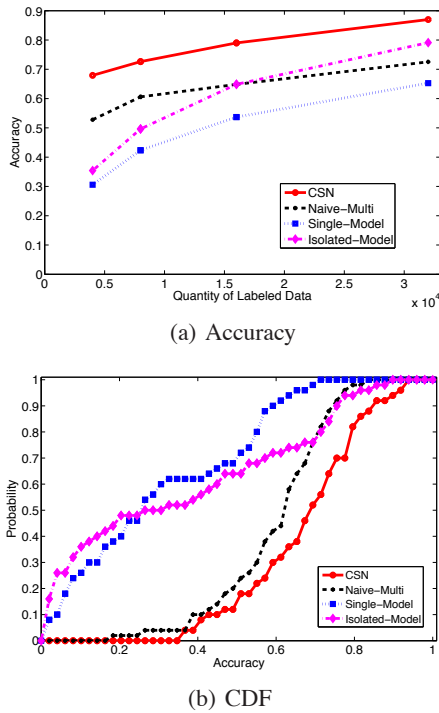 0.9
0.8
0.7
0.6
0.5
0.4
0.3
0.2
0.1
0
Accuracy
CSN
Naive−Multi
Single−Model
Isolated−Model
0 0.5 1 1.5 2 2.5 3
x 10⁴
Quantity of Labeled Data
(a) Accuracy
1
0.9
0.8
0.7
0.6
0.5
0.4
0.3
0.2
0.1
0
Probability
CSN
Naive−Multi
Single−Model
Isolated−Model
0 0.2 0.4 0.6 0.8 1
Accuracy
(b) CDF